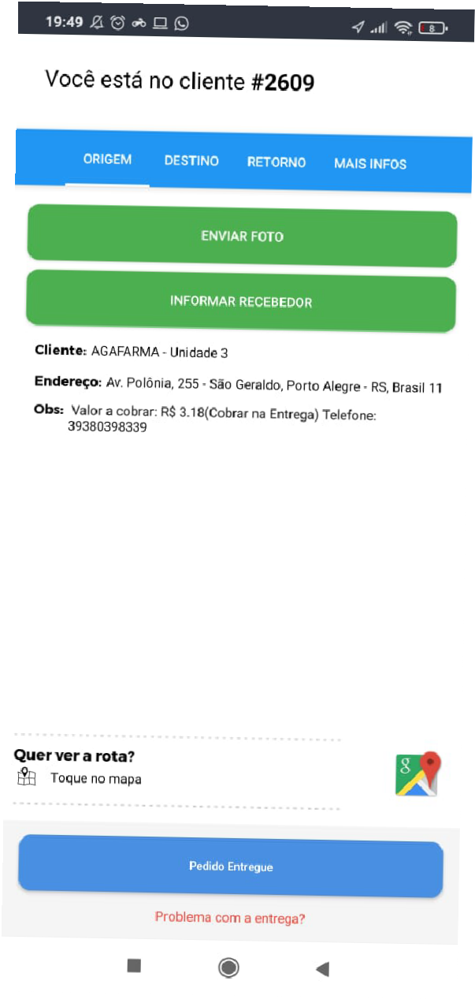 19:49
8
Você está no cliente #2609
ORIGEM DESTINO RETORNO MAIS INFOS
ENVIAR FOTO
INFORMAR RECEBEDOR
Cliente: AGAFARMA - Unidade 3
Endereço: Av. Polônia, 255 - São Geraldo, Porto Alegre - RS, Brasil 11
Obs: Valor a cobrar: R$ 3.18(Cobrar na Entrega) Telefone:
39380398339
Quer ver a rota?
Toque no mapa
g
Pedido Entregue
Problema com a entrega?